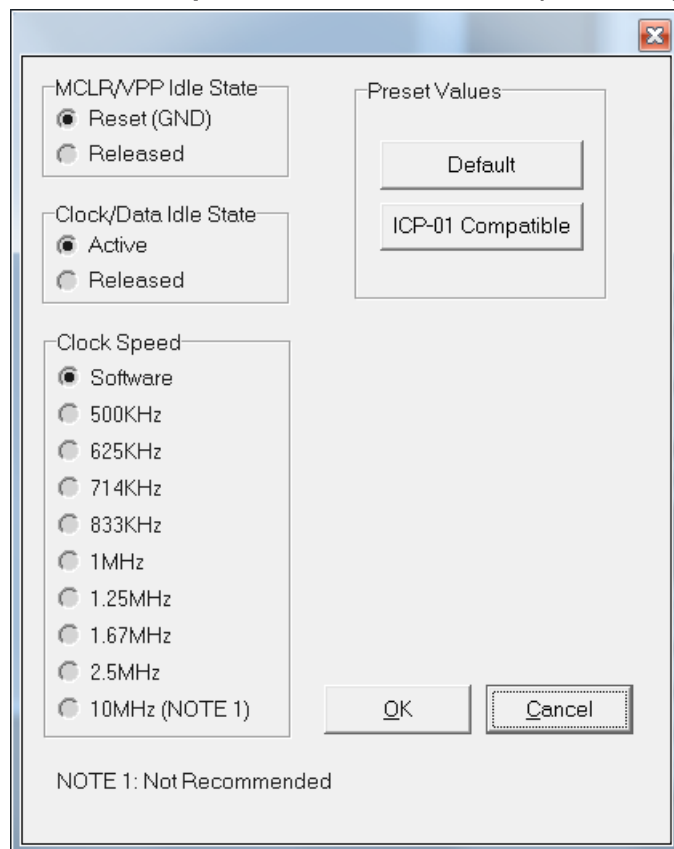 MCLR/VPP Idle State
Reset (GND)
Released
Clock/Data Idle State
Active
Released
Clock Speed
Software
500KHz
625KHz
714KHz
833KHz
1MHz
1.25MHz
1.67MHz
2.5MHz
10MHz (NOTE 1)
NOTE 1: Not Recommended
Preset Values
Default
ICP-01 Compatible
OK
Cancel